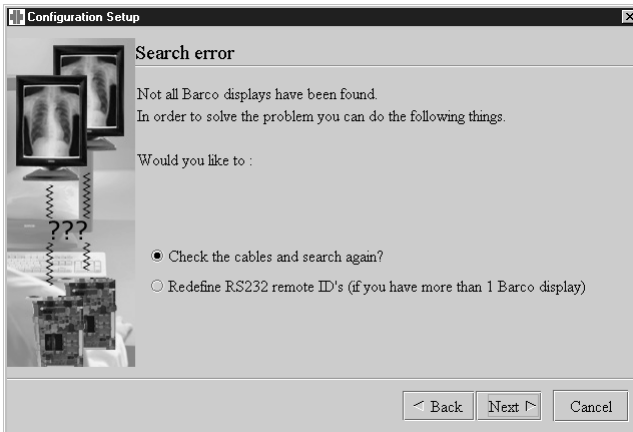 Configuration Setup
Search error
Not all Barco displays have been found.
In order to solve the problem you can do the following things.
Would you like to :
???
Check the cables and search again?
Redefine RS232 remote ID's (if you have more than 1 Barco display)
Back
Next
Cancel